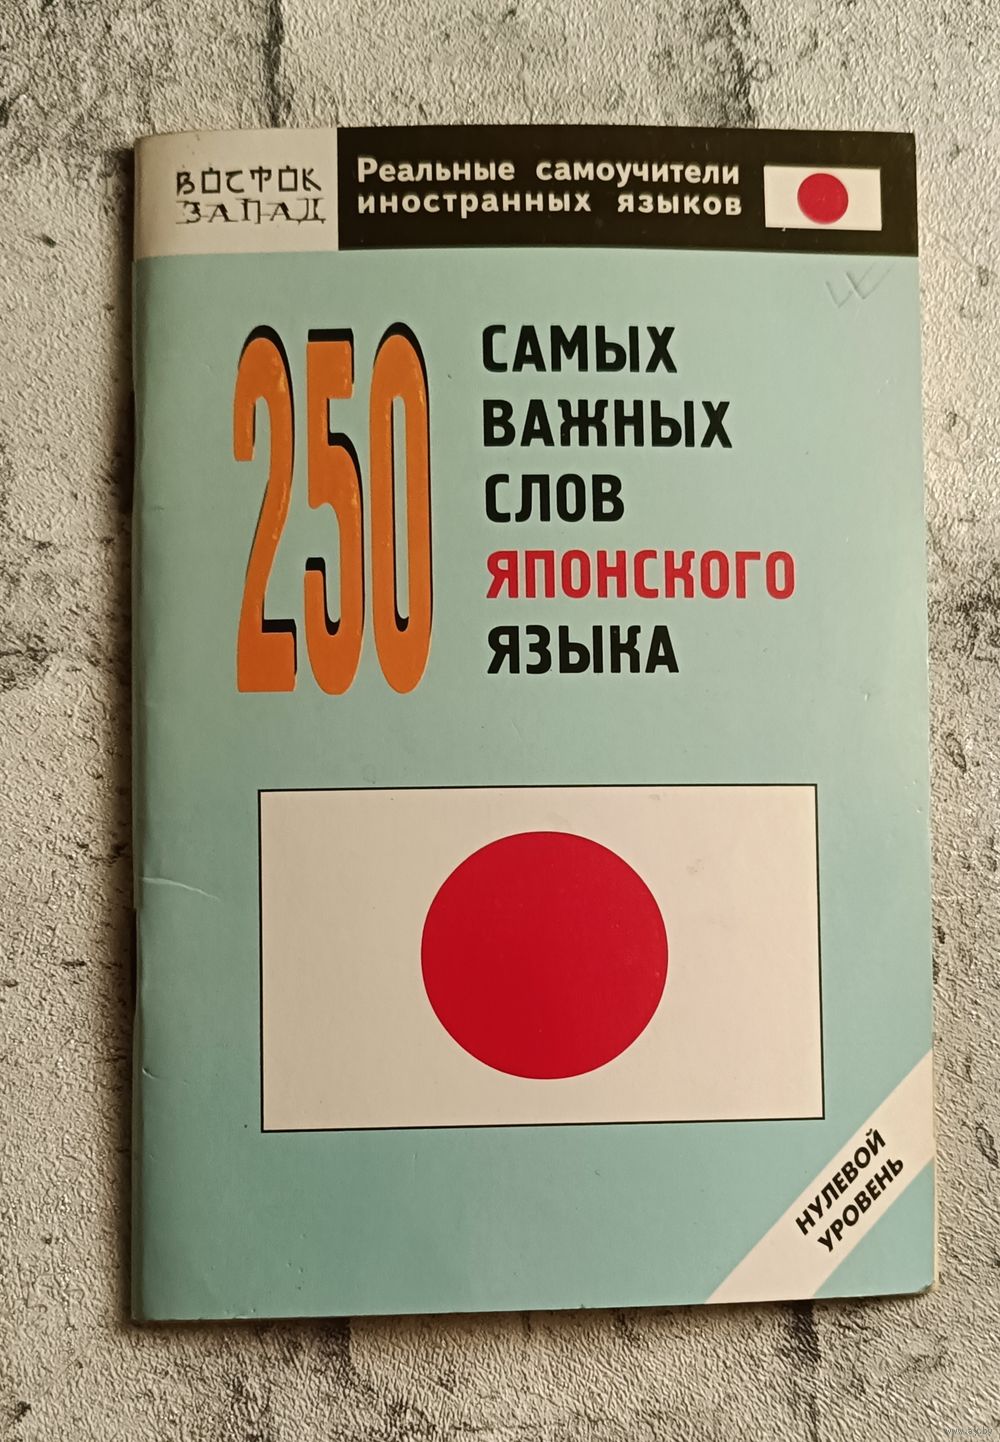 ВОСТОК
ЗАПАД
Реальные самоучители
иностранных языков
250
САМЫХ
ВАЖНЫХ
СЛОВ
ЯПОНСКОГО
ЯЗЫКА
НУЛЕВОЙ
УРОВЕНЬ